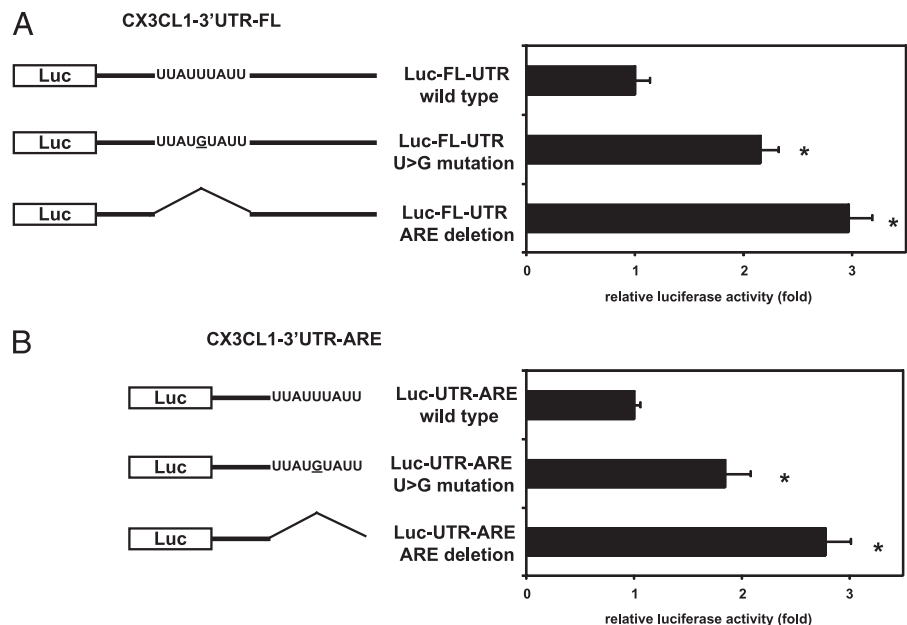 A
CX3CL1-3'UTR-FL
Luc
UUAUUUAUU
Luc-FL-UTR
wild type
Luc
UUAUGUAUU
Luc-FL-UTR
U>G mutation
*
Luc
Luc-FL-UTR
ARE deletion
*
0 1 2 3
relative luciferase activity (fold)
B
CX3CL1-3'UTR-ARE
Luc
UUAUUUAUU
Luc-UTR-ARE
wild type
Luc
UUAUGUAUU
Luc-UTR-ARE
U>G mutation
*
Luc
Luc-UTR-ARE
ARE deletion
*
0 1 2 3
relative luciferase activity (fold)